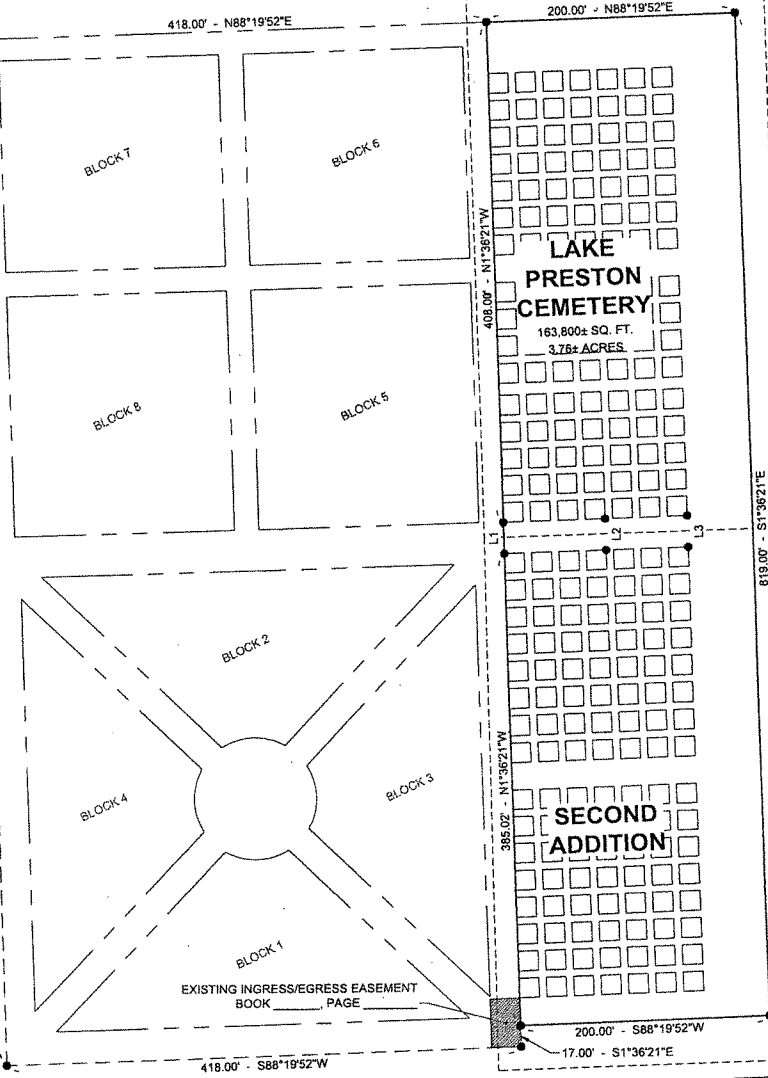 418.00' - N88°19'52"E
200.00' - N88°19'52"E
BLOCK 7
BLOCK 6
408.00' - N1°36'21"W
LAKE
PRESTON
CEMETERY
163,800± SQ. FT.
3.76± ACRES
BLOCK 8
BLOCK 5
L1
L2
L3
819.00' - S1°36'21"E
BLOCK 2
BLOCK 4
BLOCK 3
385.02' - N1°36'21"W
SECOND
ADDITION
BLOCK 1
EXISTING INGRESS/EGRESS EASEMENT
BOOK ______, PAGE ______
200.00' - S88°19'52"W
17.00' - S1°36'21"E
418.00' - S88°19'52"W